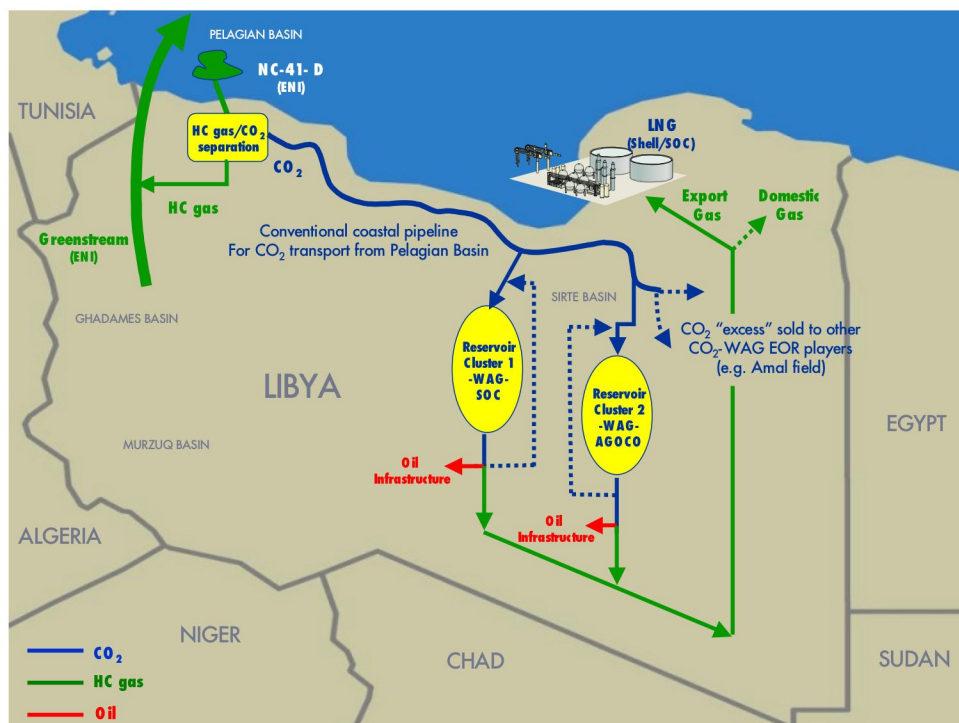 PELAGIAN BASIN
NC-41- D
(ENI)
TUNISIA
HC gas/CO₂
separation
CO₂
HC gas
Greenstream
(ENI)
LNG
(Shell/SOC)
Export
Gas
Domestic
Gas
Conventional coastal pipeline
For CO₂ transport from Pelagian Basin
GHADAMES BASIN
SIRTE BASIN
CO₂ “excess” sold to other
CO₂-WAG EOR players
(e.g. Amal field)
Reservoir
Cluster 1
-WAG-
SOC
LIBYA
Reservoir
Cluster 2
-WAG-
AGOCO
EGYPT
MURZUQ BASIN
Oil
Infrastructure
ALGERIA
Oil
Infrastructure
NIGER
CHAD
SUDAN
CO₂
HC gas
Oil